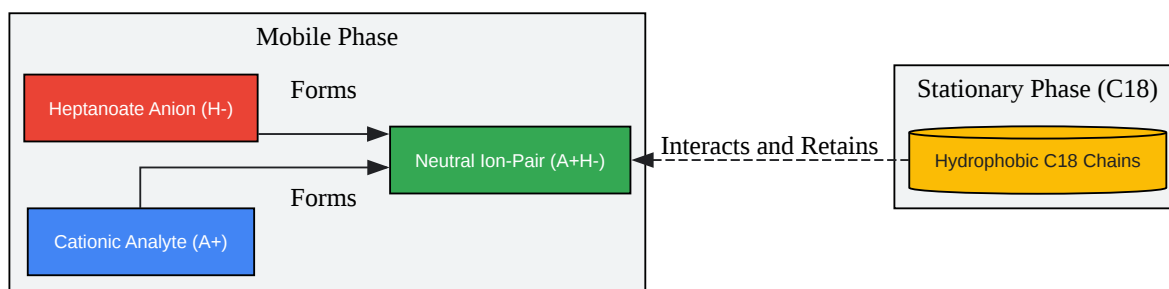 Mobile Phase
Heptanoate Anion (H-)
Forms
Neutral Ion-Pair (A+H-)
Forms
Cationic Analyte (A+)
Interacts and Retains
Stationary Phase (C18)
Hydrophobic C18 Chains